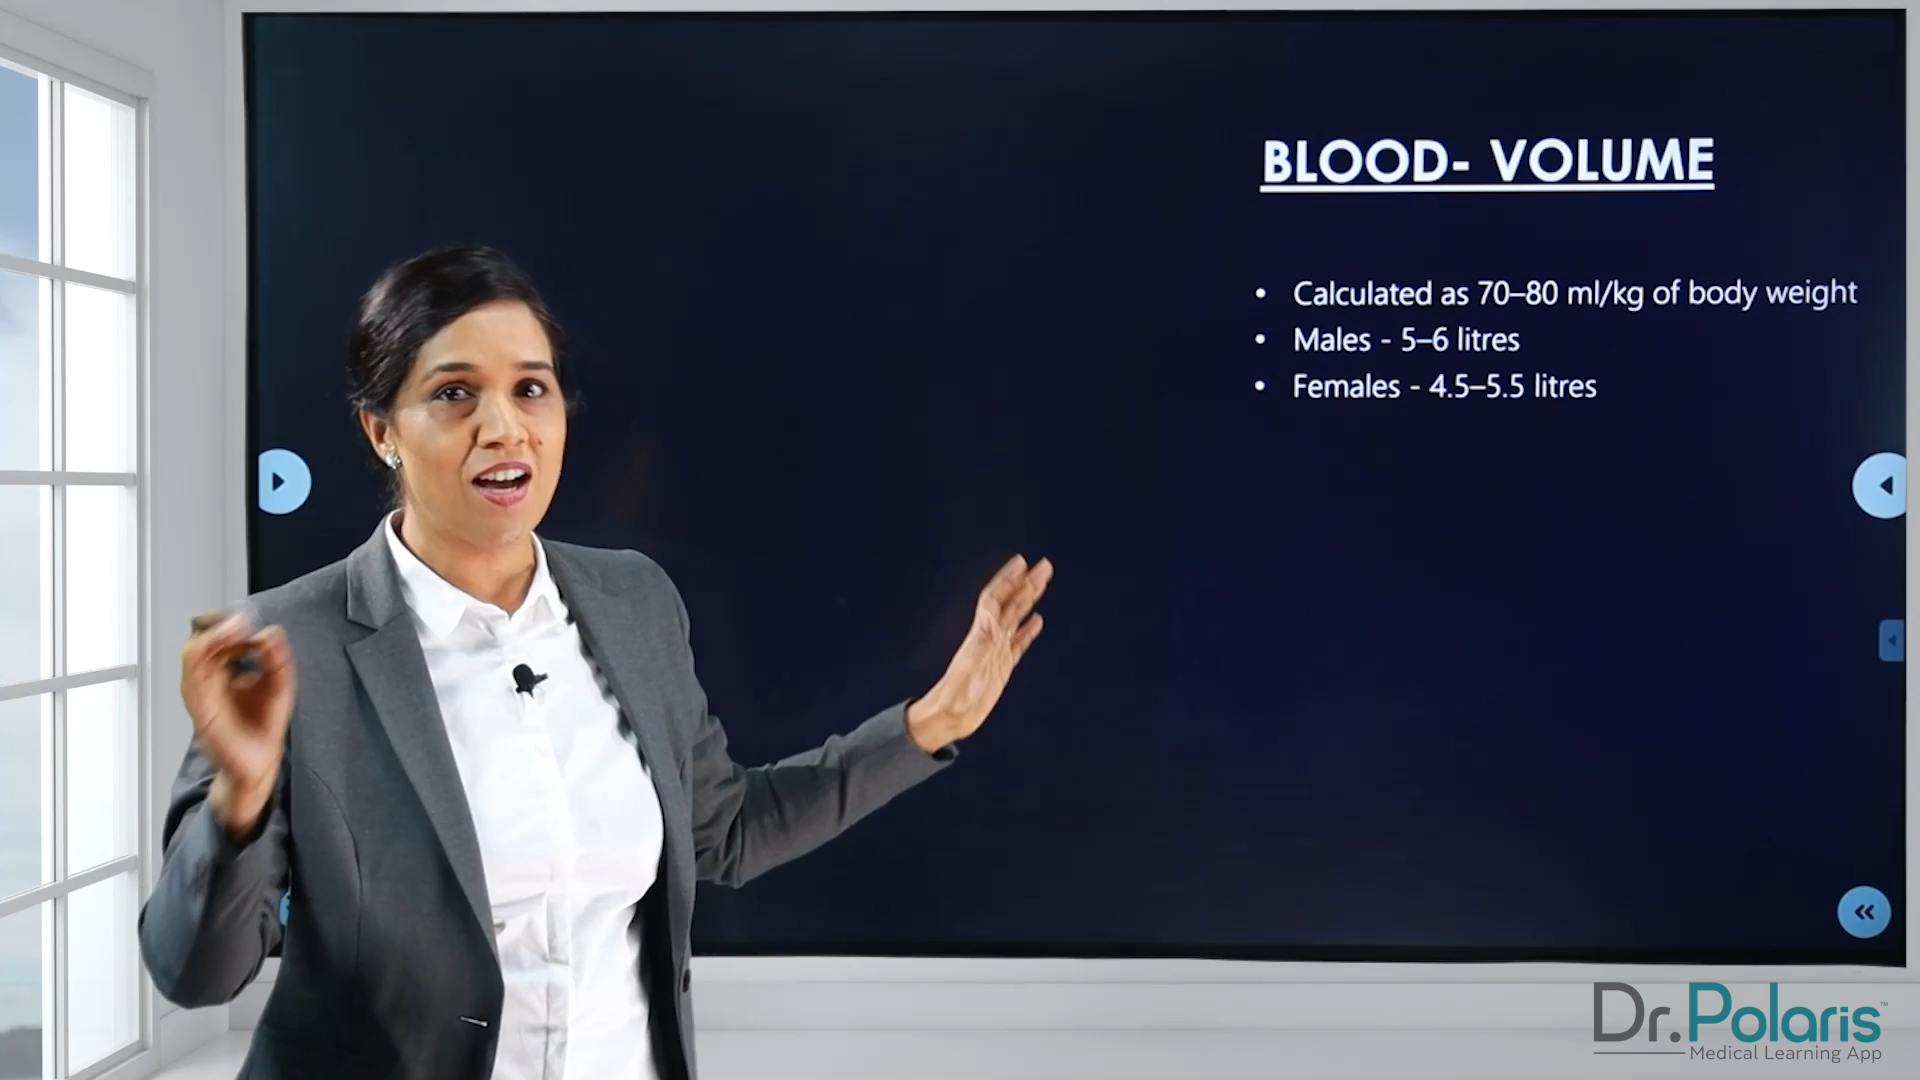 BLOOD- VOLUME
• Calculated as 70–80 ml/kg of body weight
• Males - 5–6 litres
• Females - 4.5–5.5 litres
Dr.Polaris™
Medical Learning App